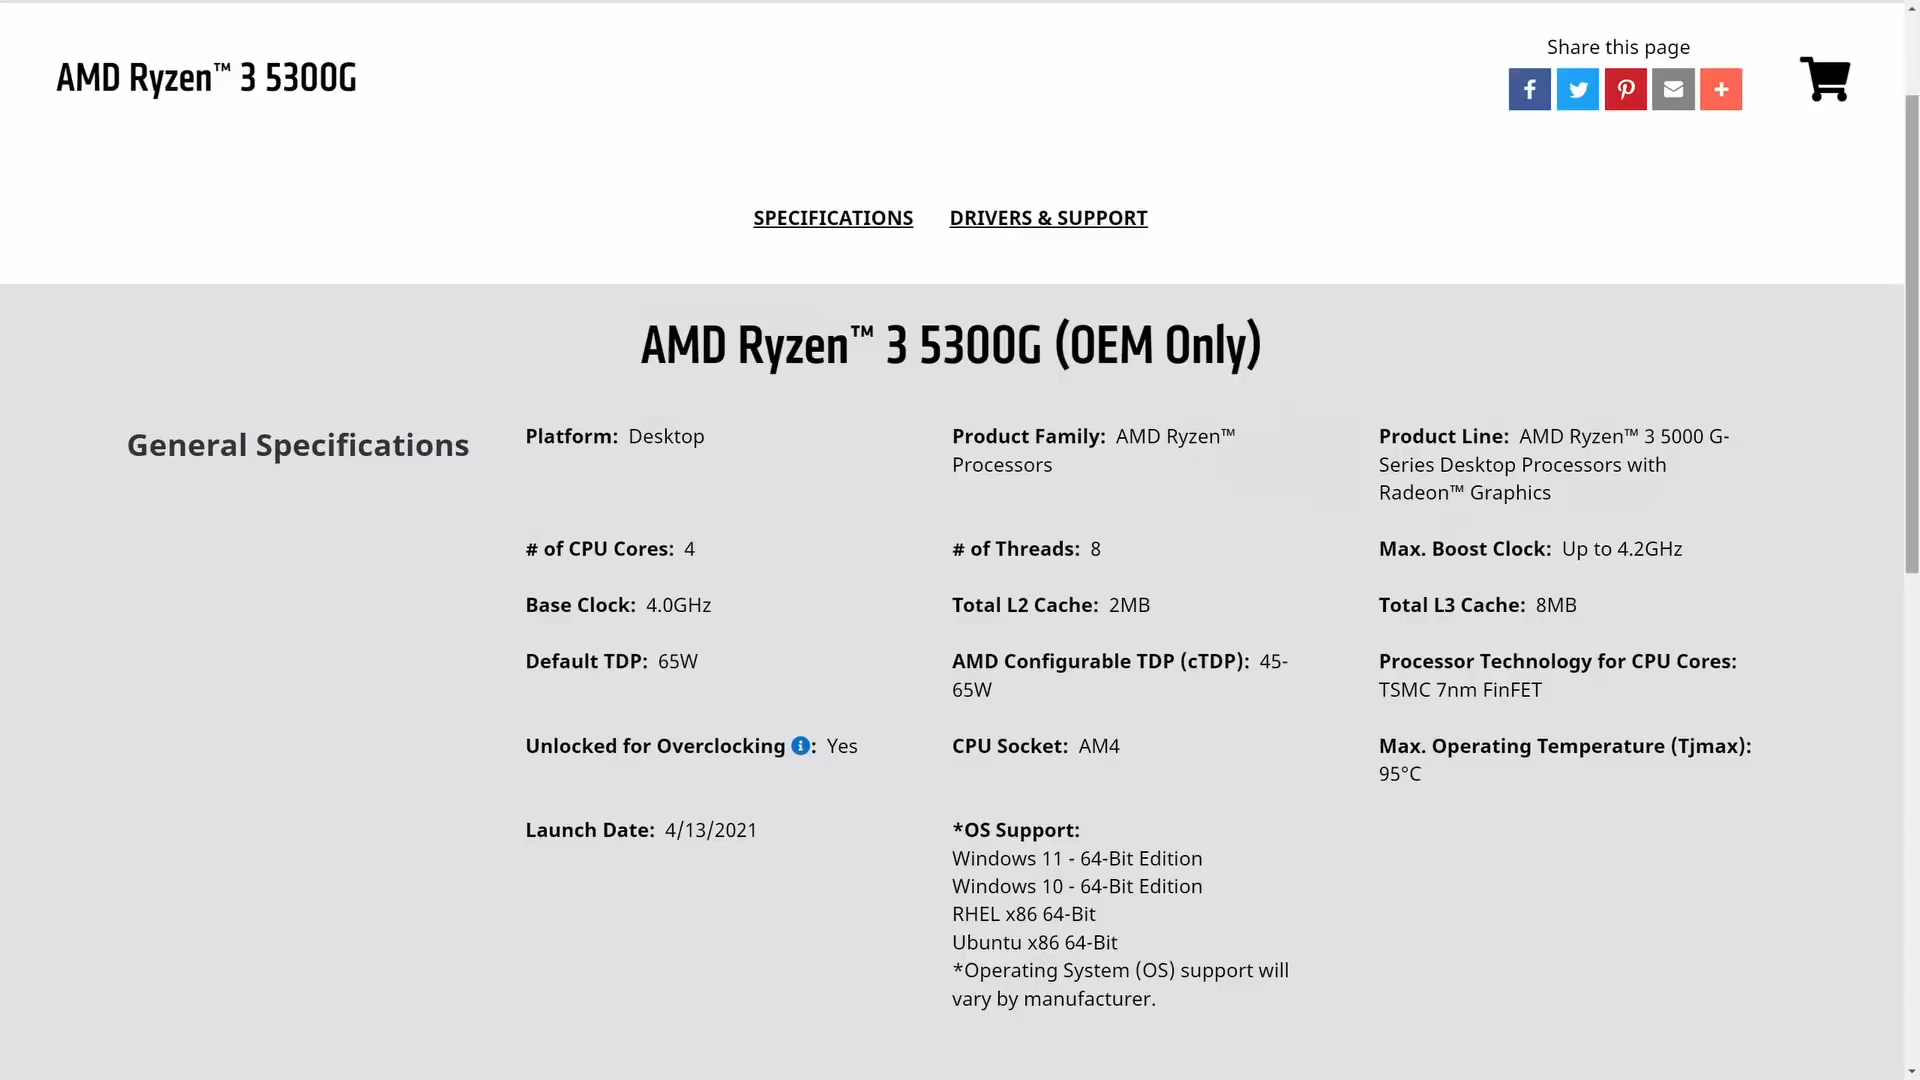 AMD Ryzen™ 3 5300G
Share this page
SPECIFICATIONS DRIVERS & SUPPORT
AMD Ryzen™ 3 5300G (OEM Only)
General Specifications
Platform: Desktop
Product Family: AMD Ryzen™
Processors
Product Line: AMD Ryzen™ 3 5000 G-
Series Desktop Processors with
Radeon™ Graphics
# of CPU Cores: 4
# of Threads: 8
Max. Boost Clock: Up to 4.2GHz
Base Clock: 4.0GHz
Total L2 Cache: 2MB
Total L3 Cache: 8MB
Default TDP: 65W
AMD Configurable TDP (cTDP): 45-
65W
Processor Technology for CPU Cores:
TSMC 7nm FinFET
Unlocked for Overclocking : Yes
CPU Socket: AM4
Max. Operating Temperature (Tjmax):
95°C
Launch Date: 4/13/2021
*OS Support:
Windows 11 - 64-Bit Edition
Windows 10 - 64-Bit Edition
RHEL x86 64-Bit
Ubuntu x86 64-Bit
*Operating System (OS) support will
vary by manufacturer.